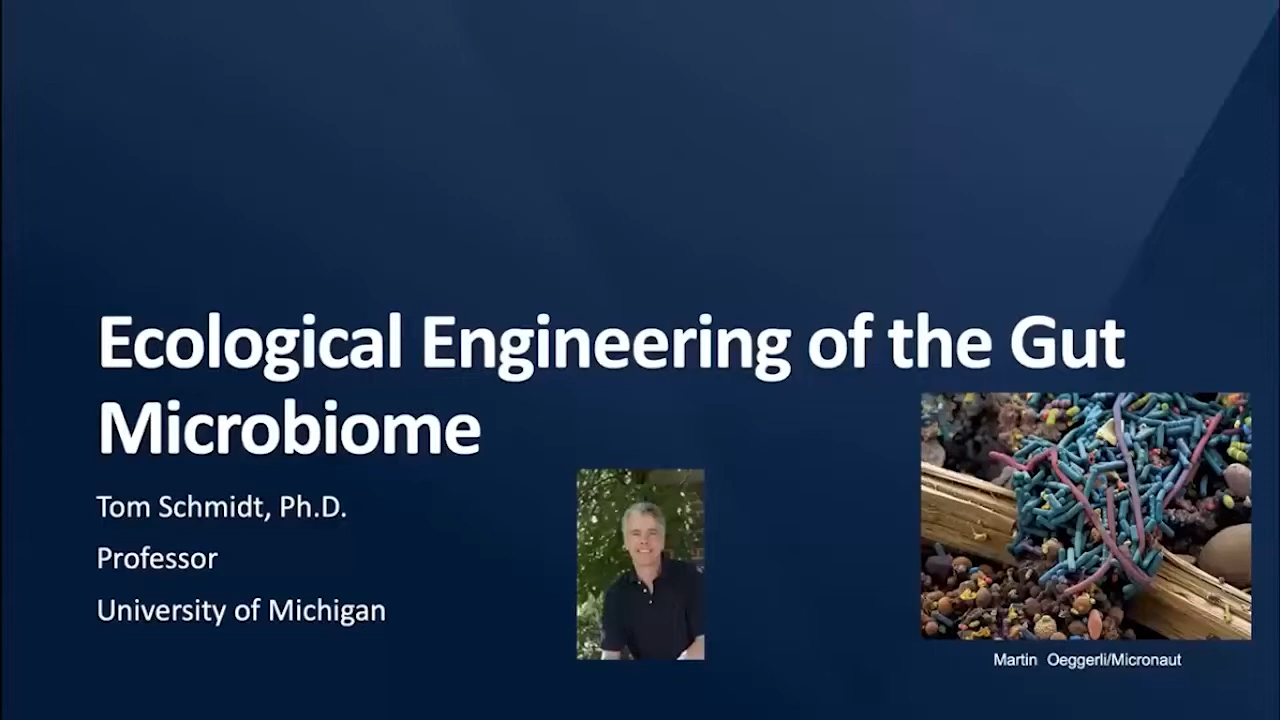 Ecological Engineering of the Gut
Microbiome
Tom Schmidt, Ph.D.
Professor
University of Michigan
Martin Oeggerli/Micronaut